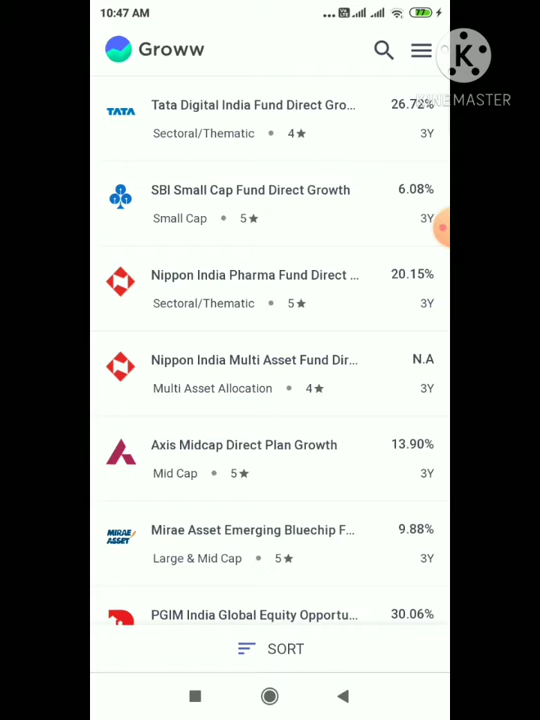 10:47 AM
77
Groww
K
KINEMASTER
TATA
Tata Digital India Fund Direct Gro...
26.72%
Sectoral/Thematic • 4★
3Y
SBI Small Cap Fund Direct Growth
6.08%
Small Cap • 5★
3Y
Nippon India Pharma Fund Direct ...
20.15%
Sectoral/Thematic • 5★
3Y
Nippon India Multi Asset Fund Dir...
N.A
Multi Asset Allocation • 4★
3Y
Axis Midcap Direct Plan Growth
13.90%
Mid Cap • 5★
3Y
MIRAE ASSET
Mirae Asset Emerging Bluechip F...
9.88%
Large & Mid Cap • 5★
3Y
PGIM India Global Equity Opportu...
30.06%
SORT